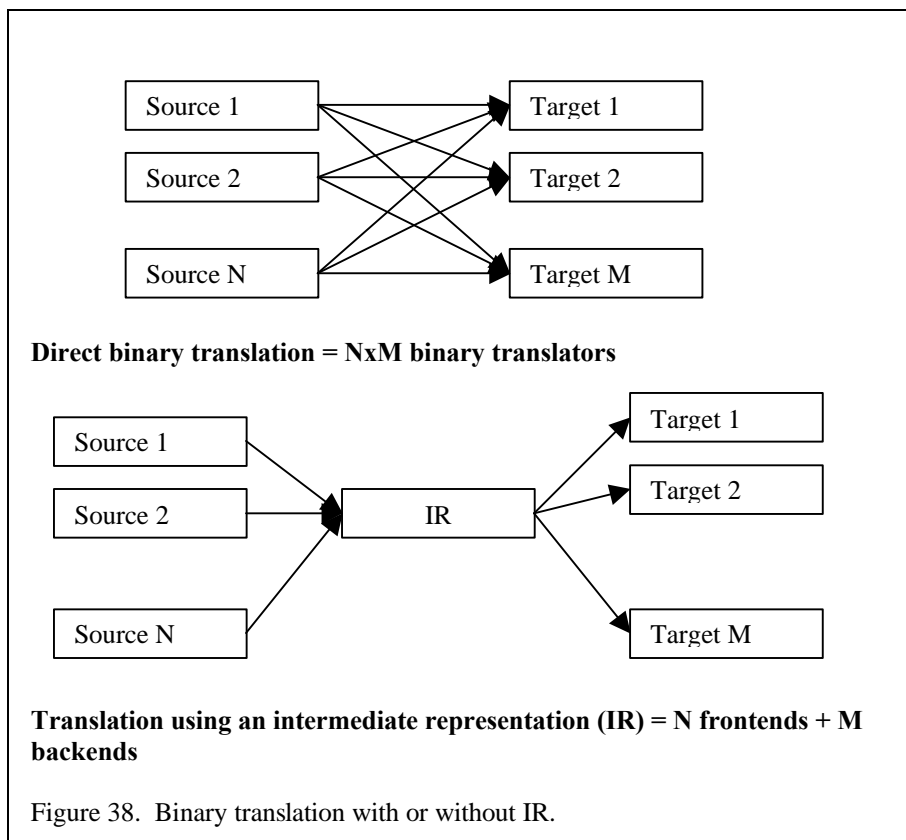 Source 1
Target 1
Source 2
Target 2
Source N
Target M
Direct binary translation = NxM binary translators
Source 1
Target 1
Source 2
IR
Target 2
Source N
Target M
Translation using an intermediate representation (IR) = N frontends + M
backends
Figure 38.  Binary translation with or without IR.